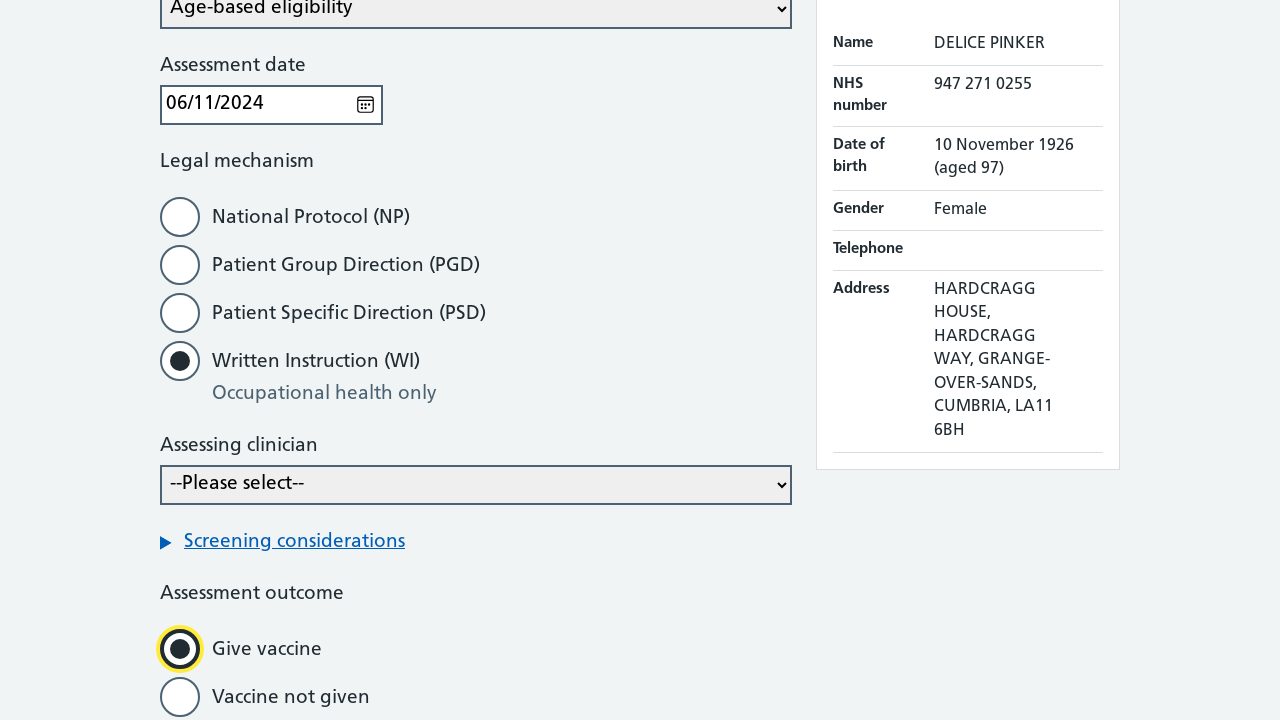 Age-based eligibility
Assessment date
06/11/2024
Legal mechanism
National Protocol (NP)
Patient Group Direction (PGD)
Patient Specific Direction (PSD)
Written Instruction (WI)
Occupational health only
Assessing clinician
--Please select--
Screening considerations
Assessment outcome
Give vaccine
Vaccine not given
Name DELICE PINKER
NHS number 947 271 0255
Date of birth 10 November 1926 (aged 97)
Gender Female
Telephone
Address HARDCRAGG
HOUSE,
HARDCRAGG
WAY, GRANGE-
OVER-SANDS,
CUMBRIA, LA11
6BH